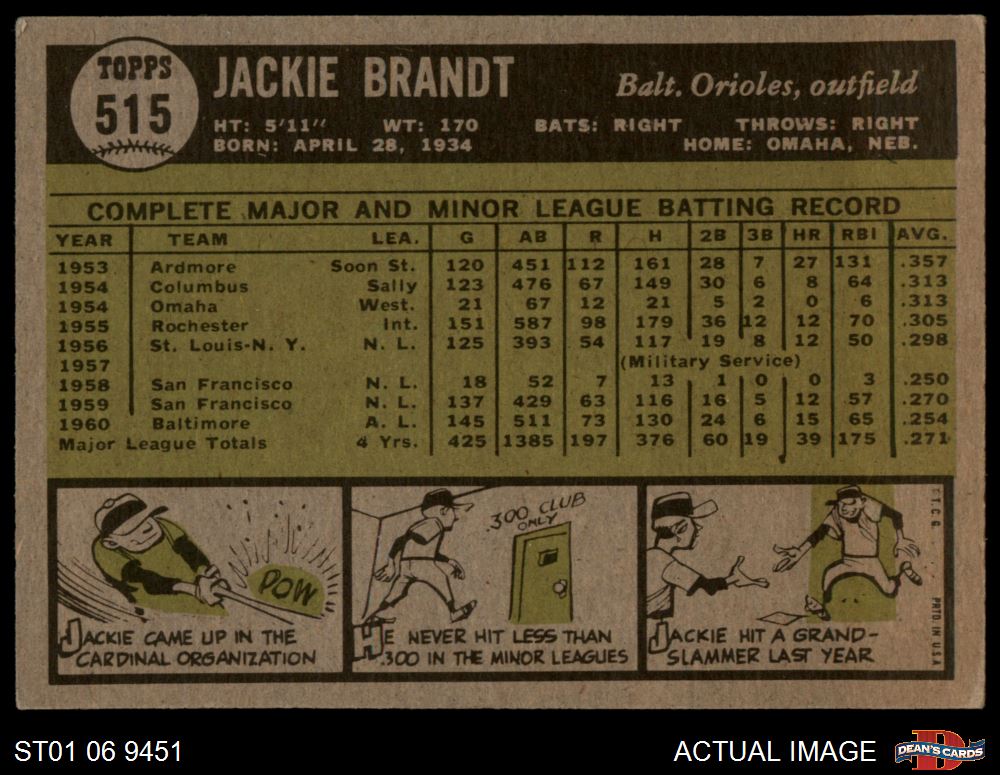 TOPPS
515
JACKIE BRANDT
Balt. Orioles, outfield
HT: 5'11" WT: 170 BATS: RIGHT THROWS: RIGHT
BORN: APRIL 28, 1934 HOME: OMAHA, NEB.
COMPLETE MAJOR AND MINOR LEAGUE BATTING RECORD
YEAR TEAM LEA. G AB R H 2B 3B HR RBI AVG.
1953 Ardmore Soon St. 120 451 112 161 28 7 27 131 .357
1954 Columbus Sally 123 476 67 149 30 6 8 64 .313
1954 Omaha West. 21 67 12 21 5 2 0 6 .313
1955 Rochester Int. 151 587 98 179 36 12 12 70 .305
1956 St. Louis-N. Y. N. L. 125 393 54 117 19 8 12 50 .298
1957 (Military Service)
1958 San Francisco N. L. 18 52 7 13 1 0 0 3 .250
1959 San Francisco N. L. 137 429 63 116 16 5 12 57 .270
1960 Baltimore A. L. 145 511 73 130 24 6 15 65 .254
Major League Totals 4 Yrs. 425 1385 197 376 60 19 39 175 .271
POW
JACKIE CAME UP IN THE
CARDINAL ORGANIZATION
.300 CLUB
ONLY
HE NEVER HIT LESS THAN
.300 IN THE MINOR LEAGUES
JACKIE HIT A GRAND-
SLAMMER LAST YEAR
©T.C.G.
PRTD. IN U.S.A.
ST01 06 9451
ACTUAL IMAGE
D
DEAN'S CARDS